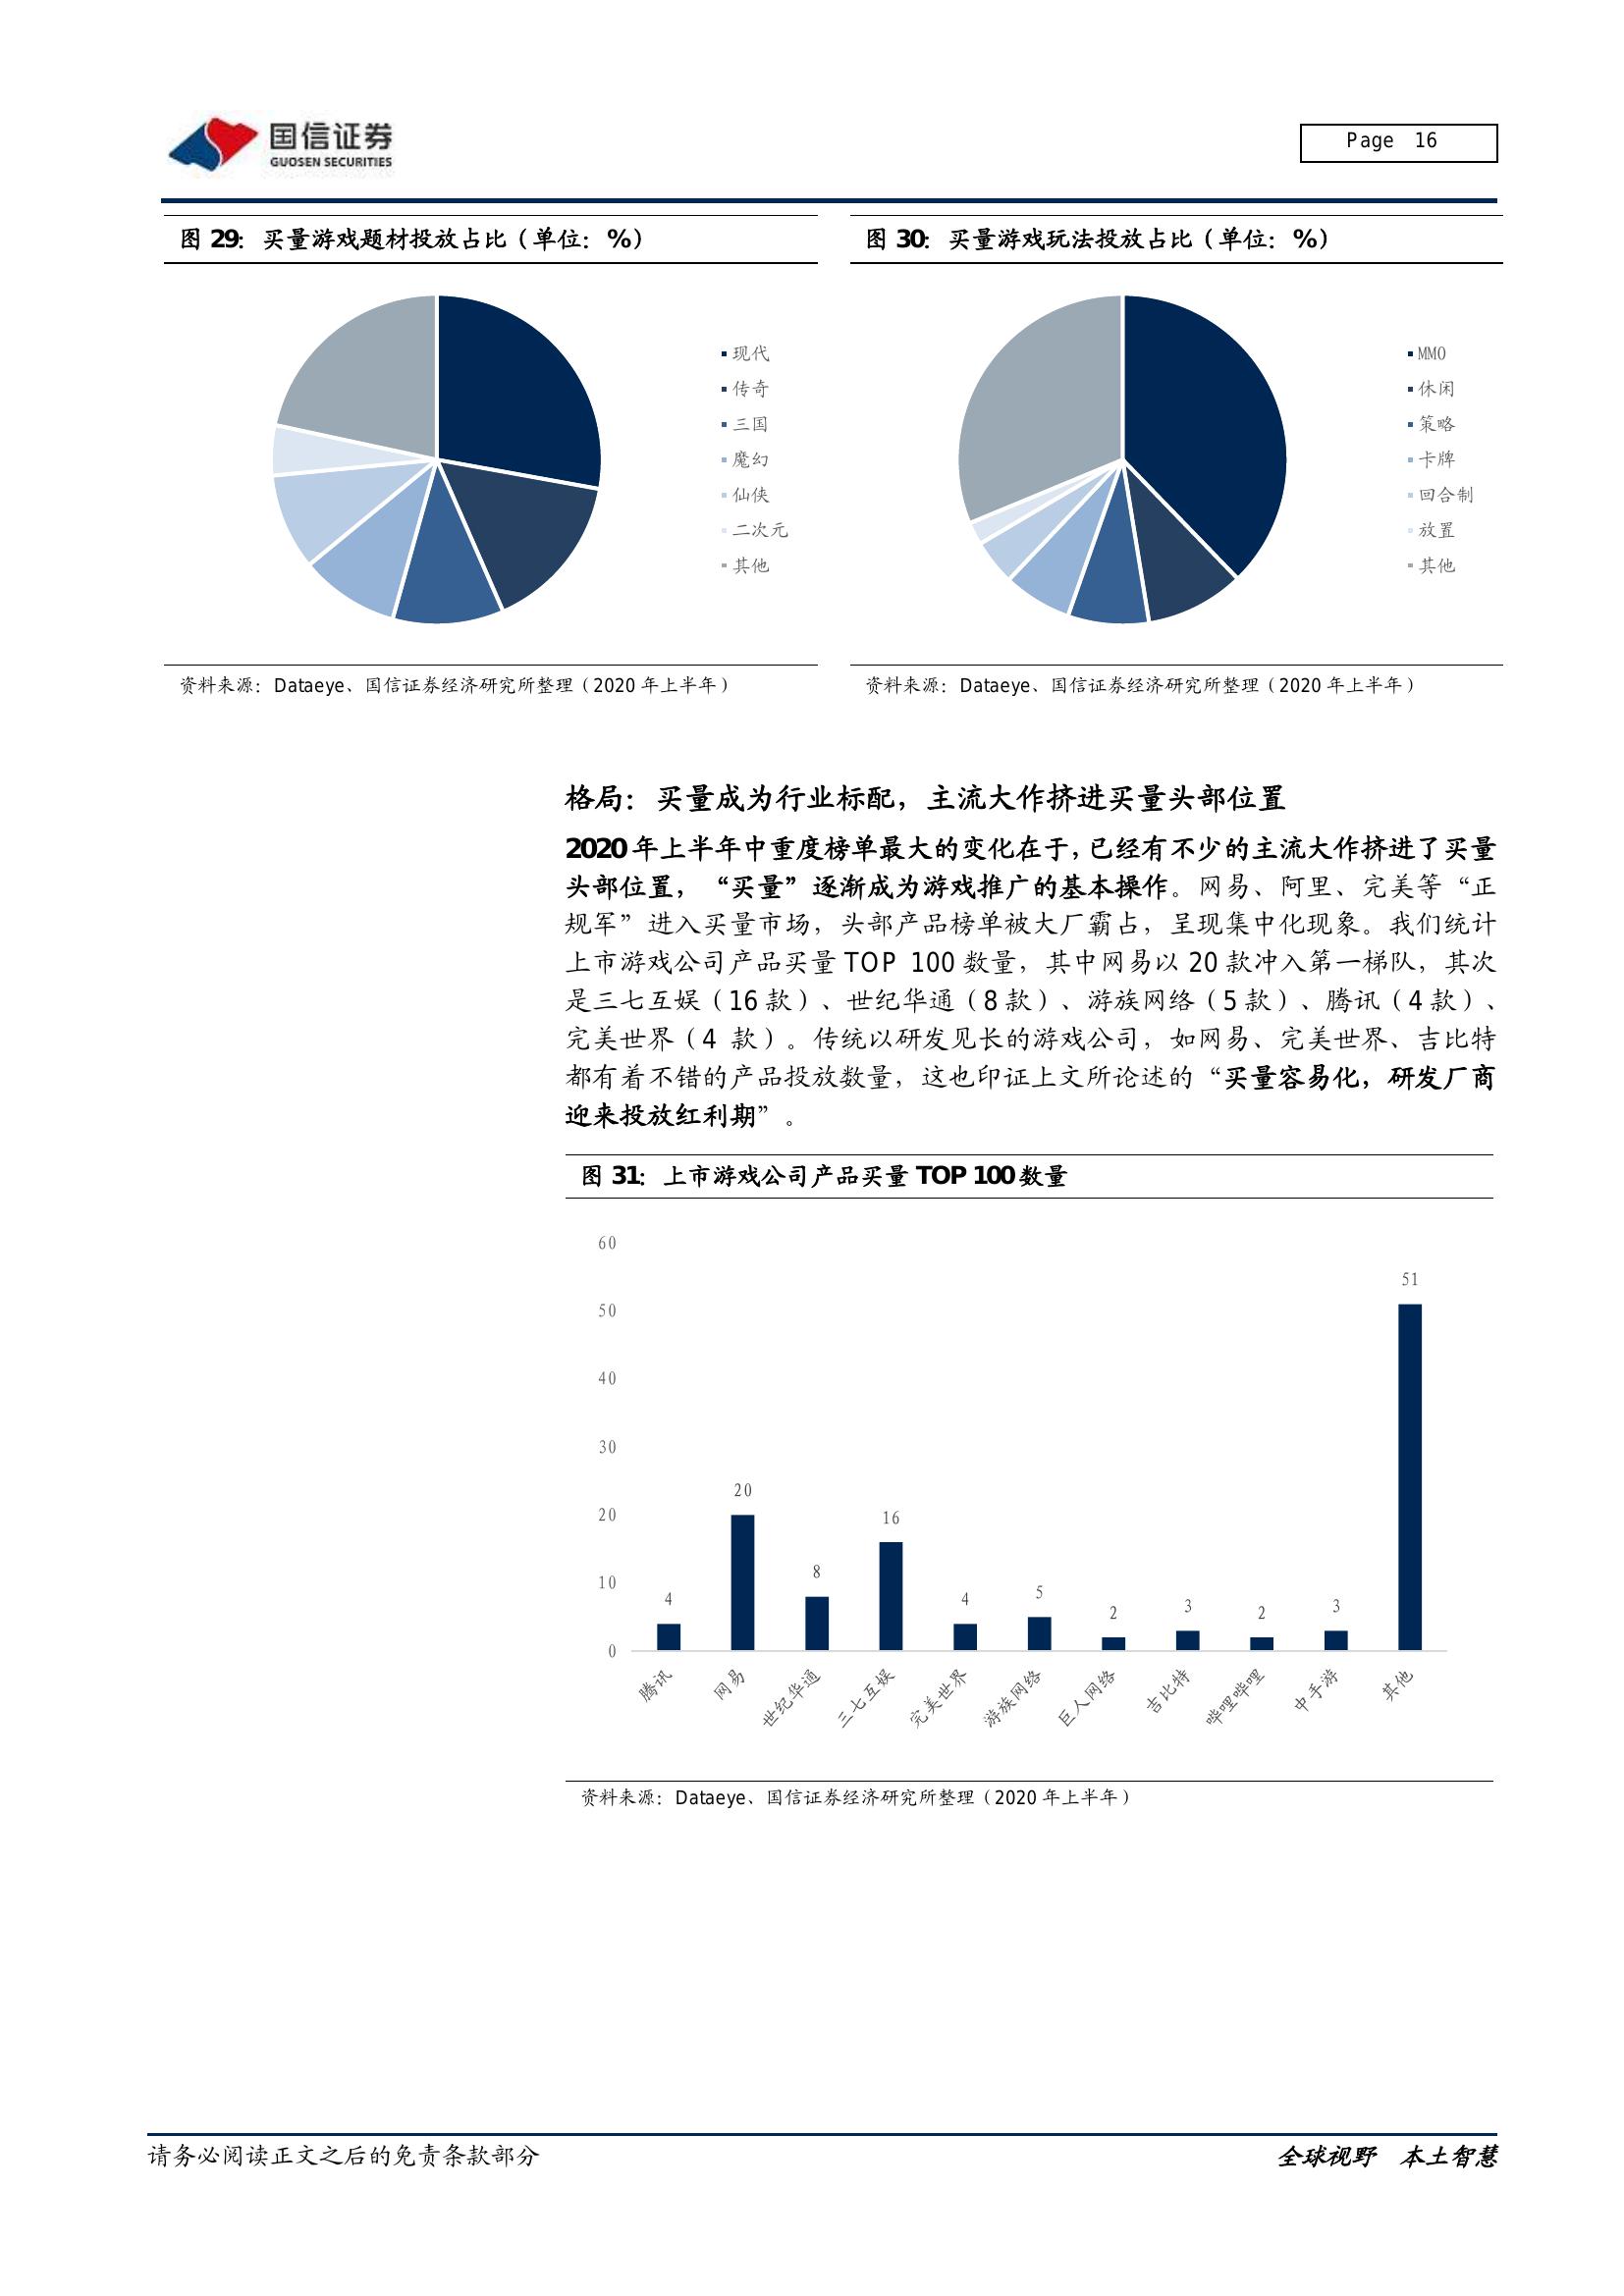 国信证券
GUOSEN SECURITIES
Page 16
图 29：买量游戏题材投放占比（单位：%）
现代
传奇
三国
魔幻
仙侠
二次元
其他
资料来源：Dataeye、国信证券经济研究所整理（2020 年上半年）
图 30：买量游戏玩法投放占比（单位：%）
MMO
休闲
策略
卡牌
回合制
放置
其他
资料来源：Dataeye、国信证券经济研究所整理（2020 年上半年）
格局：买量成为行业标配，主流大作挤进买量头部位置
2020 年上半年中重度榜单最大的变化在于，已经有不少的主流大作挤进了买量
头部位置，“买量”逐渐成为游戏推广的基本操作。网易、阿里、完美等“正
规军”进入买量市场，头部产品榜单被大厂霸占，呈现集中化现象。我们统计
上市游戏公司产品买量 TOP 100 数量，其中网易以 20 款冲入第一梯队，其次
是三七互娱（16 款）、世纪华通（8 款）、游族网络（5 款）、腾讯（4 款）、
完美世界（4 款）。传统以研发见长的游戏公司，如网易、完美世界、吉比特
都有着不错的产品投放数量，这也印证上文所论述的“买量容易化，研发厂商
迎来投放红利期”。
图 31：上市游戏公司产品买量 TOP 100 数量
60
50
40
30
20
10
0
4
20
8
16
4
5
2
3
2
3
51
腾讯
网易
世纪华通
三七互娱
完美世界
游族网络
巨人网络
吉比特
哔哩哔哩
中手游
其他
资料来源：Dataeye、国信证券经济研究所整理（2020 年上半年）
请务必阅读正文之后的免责条款部分
全球视野 本土智慧